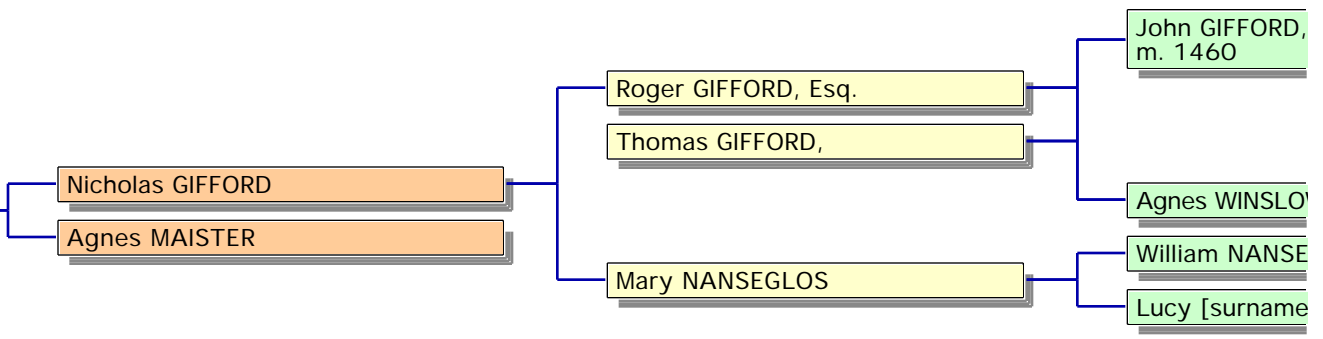 John GIFFORD,
m. 1460
Roger GIFFORD, Esq.
Thomas GIFFORD,
Nicholas GIFFORD
Agnes WINSLO
Agnes MAISTER
William NANSE
Mary NANSEGLOS
Lucy [surname